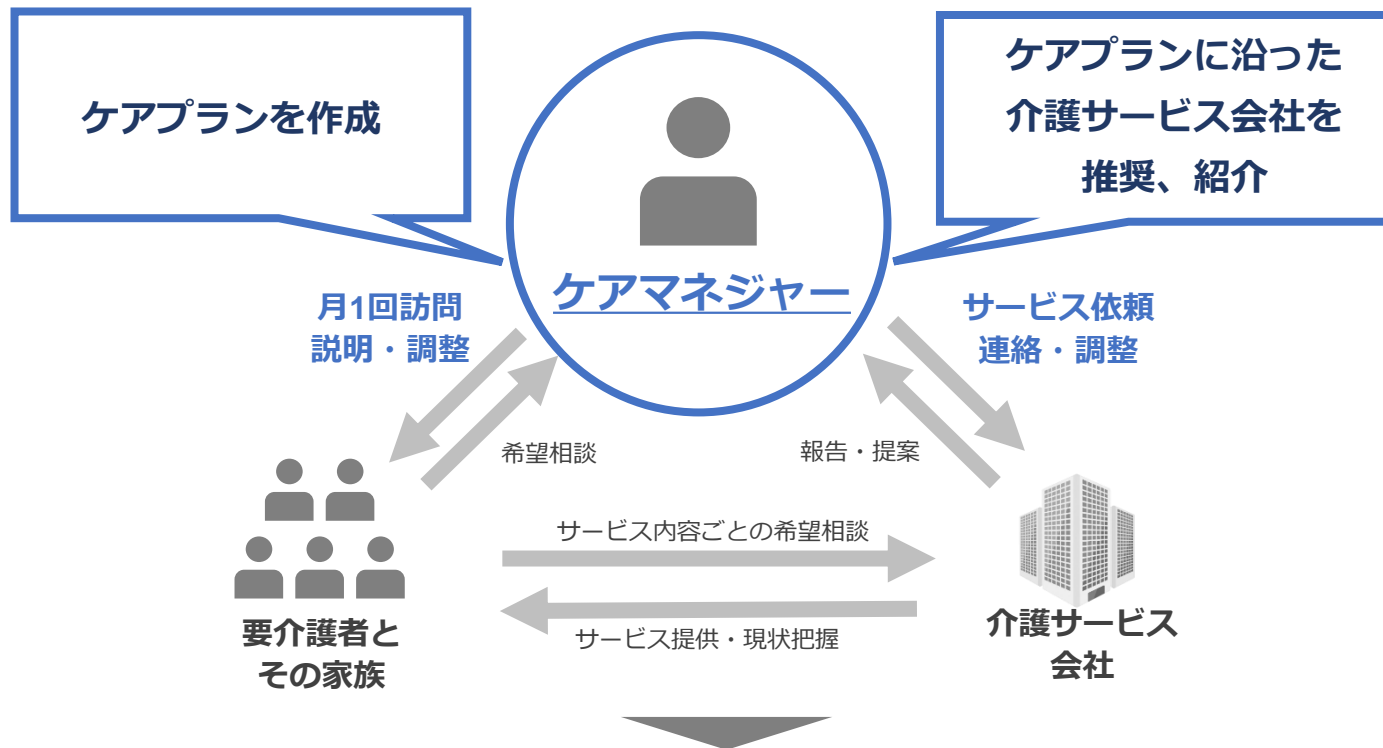 ケアプランを作成
ケアプランに沿った
介護サービス会社を
推奨、紹介
ケアマネジャー
月1回訪問
説明・調整
サービス依頼
連絡・調整
希望相談
報告・提案
サービス内容ごとの希望相談
サービス提供・現状把握
要介護者と
その家族
介護サービス
会社